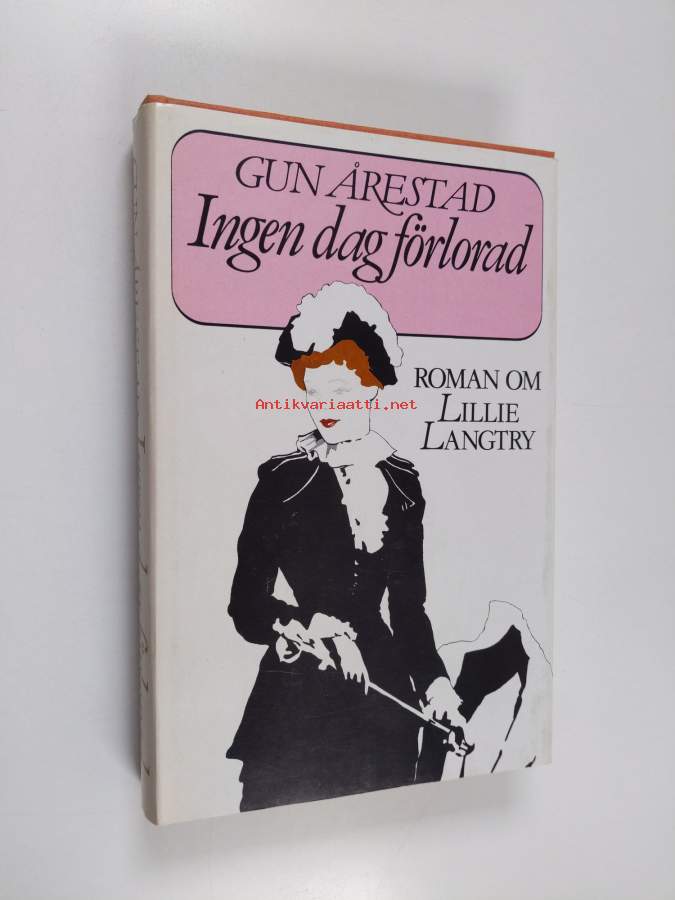 GUN ÅRESTAD
Ingen dag förlorad
ROMAN OM
LILLIE
LANGTRY
Antikvariaatti.net